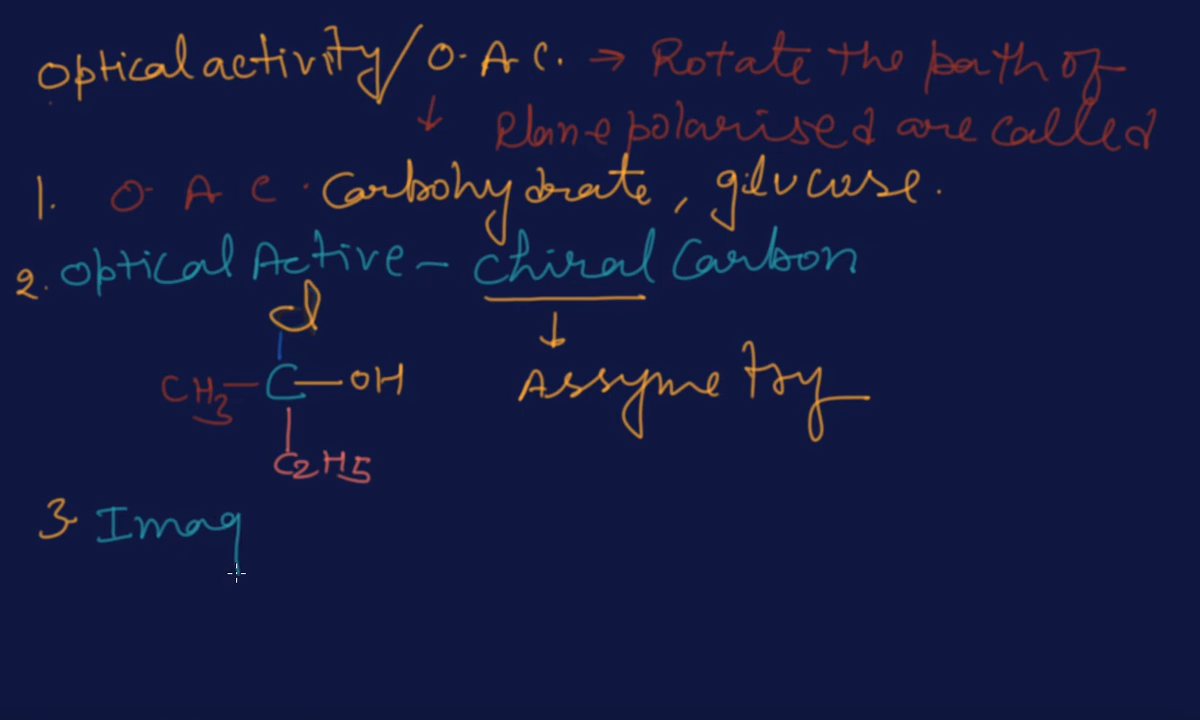 Optical activity/O.A.C. → Rotate the path of
↓ Plane polarised are called
1. O A C. Carbohydrate, glucose.
2. Optical Active - Chiral Carbon
Cl
↓
CH3-C-OH Assymetry
C2H5
3 Imag